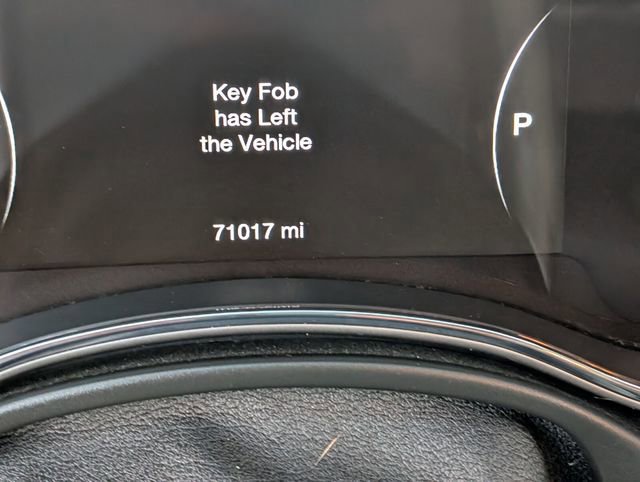 Key Fob
has Left
the Vehicle
P
71017 mi